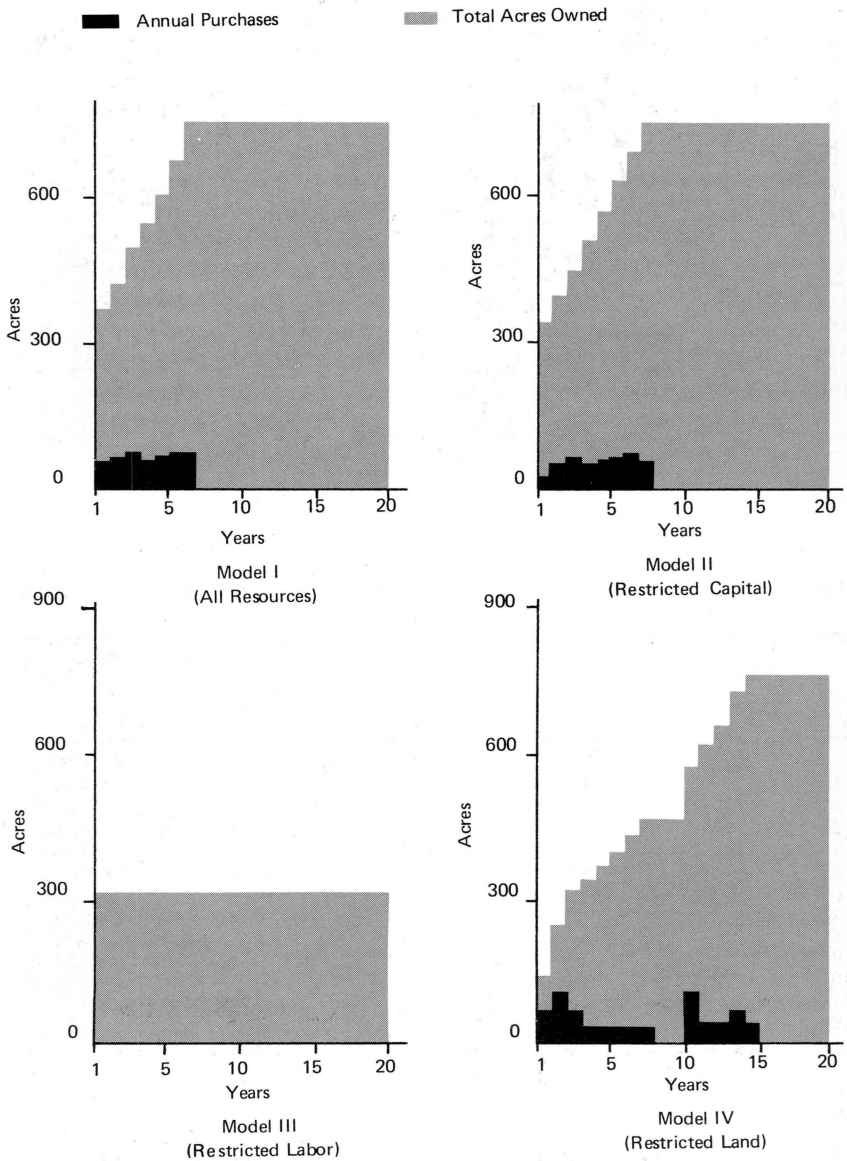 Annual Purchases
Total Acres Owned
600
300
0
Acres
1 5 10 15 20
Years
Model I
(All Resources)
600
300
0
Acres
1 5 10 15 20
Years
Model II
(Restricted Capital)
900
600
300
0
Acres
1 5 10 15 20
Years
Model III
(Restricted Labor)
900
600
300
0
Acres
1 5 10 15 20
Years
Model IV
(Restricted Land)